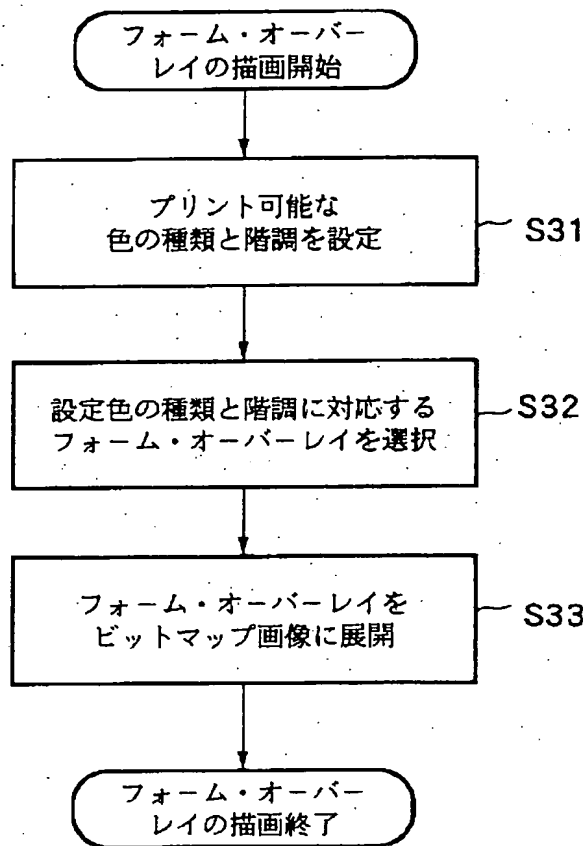 フォーム・オーバー
レイの描画開始
プリント可能な
色の種類と階調を設定
S31
設定色の種類と階調に対応する
フォーム・オーバーレイを選択
S32
フォーム・オーバーレイを
ビットマップ画像に展開
S33
フォーム・オーバー
レイの描画終了